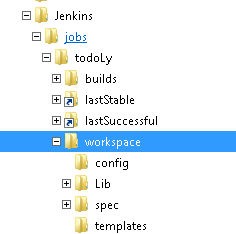 Jenkins
jobs
todoLy
builds
lastStable
lastSuccessful
workspace
config
Lib
spec
templates